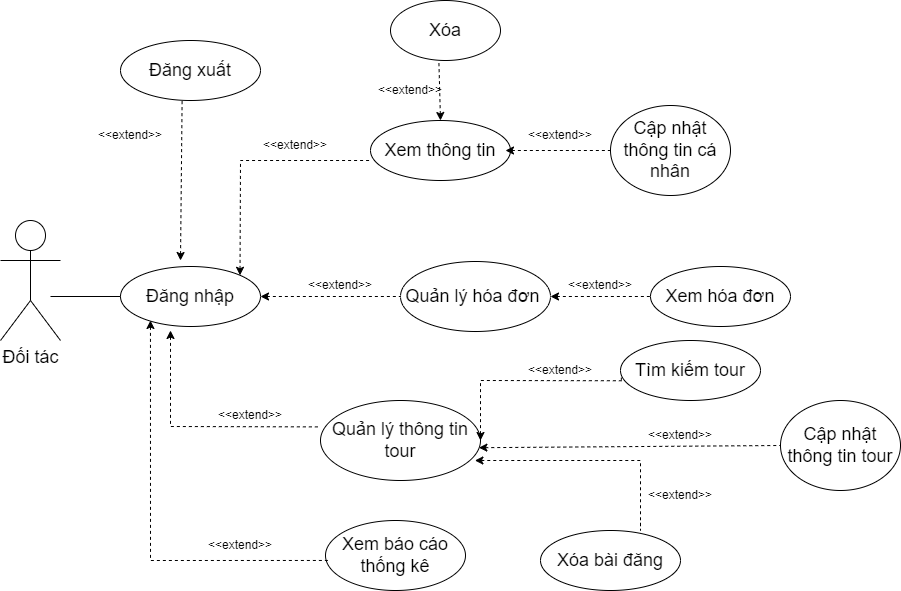 Xóa
Đăng xuất
<<extend>>
<<extend>>
Cập nhật
thông tin cá
nhân
<<extend>>
<<extend>>
Xem thông tin
Đăng nhập
<<extend>>
Quản lý hóa đơn
<<extend>>
Xem hóa đơn
Đối tác
<<extend>>
Tìm kiếm tour
<<extend>>
Quản lý thông tin
tour
<<extend>>
Cập nhật
thông tin tour
<<extend>>
<<extend>>
Xem báo cáo
thống kê
Xóa bài đăng